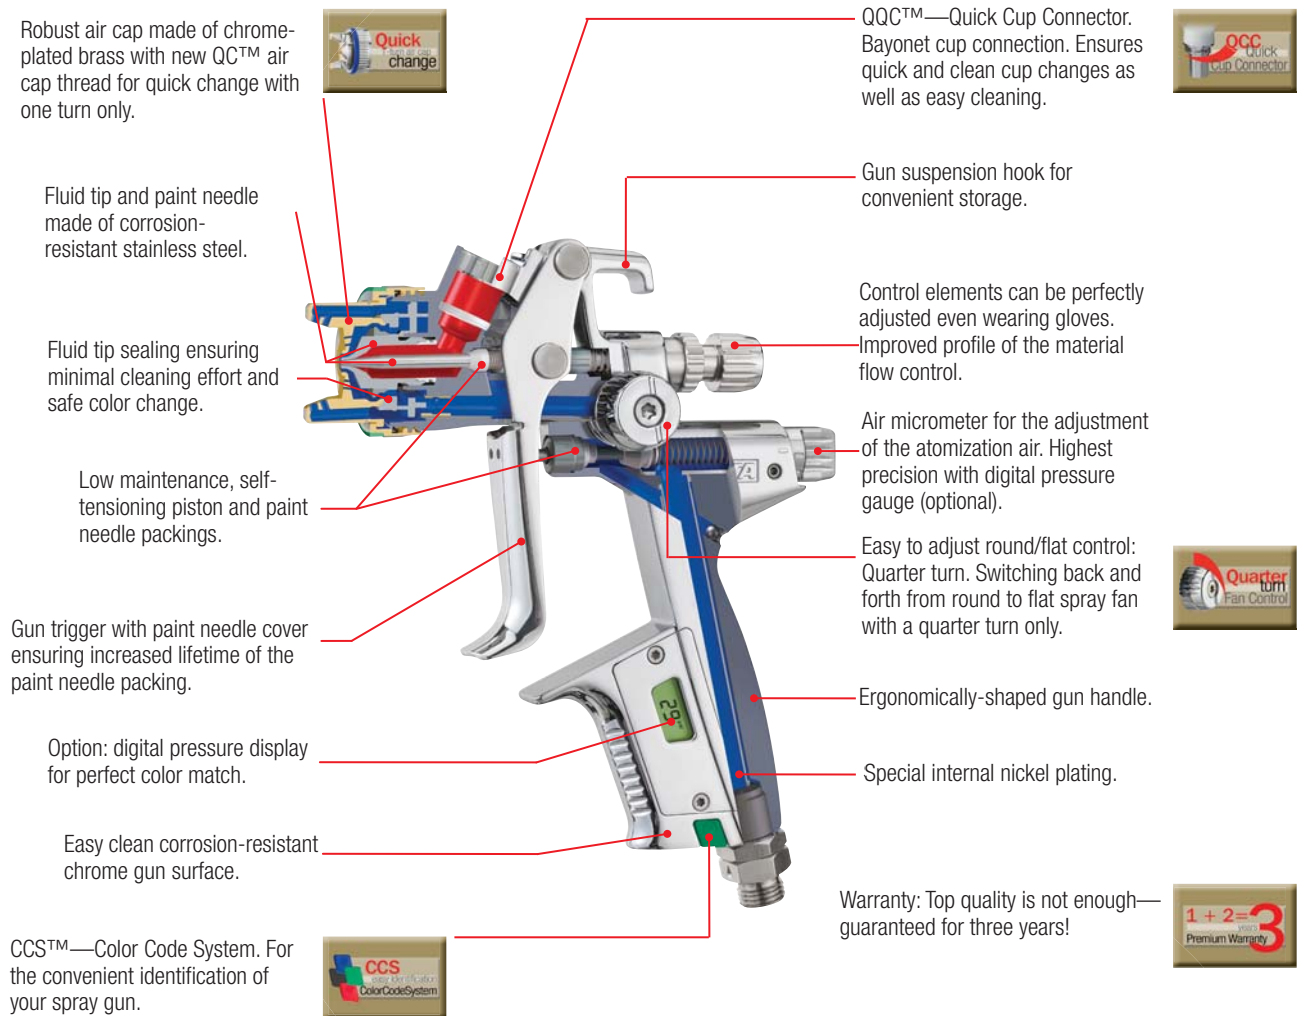 Robust air cap made of chrome-
plated brass with new QC™ air
cap thread for quick change with
one turn only.
Quick
1-turn air cap
change
QQC™—Quick Cup Connector.
Bayonet cup connection. Ensures
quick and clean cup changes as
well as easy cleaning.
QCC
Quick
Cup Connector
Fluid tip and paint needle
made of corrosion-
resistant stainless steel.
Gun suspension hook for
convenient storage.
Fluid tip sealing ensuring
minimal cleaning effort and
safe color change.
Control elements can be perfectly
adjusted even wearing gloves.
Improved profile of the material
flow control.
Low maintenance, self-
tensioning piston and paint
needle packings.
Air micrometer for the adjustment
of the atomization air. Highest
precision with digital pressure
gauge (optional).
Easy to adjust round/flat control:
Quarter turn. Switching back and
forth from round to flat spray fan
with a quarter turn only.
Quarter
turn
Fan Control
Gun trigger with paint needle cover
ensuring increased lifetime of the
paint needle packing.
Ergonomically-shaped gun handle.
29
Option: digital pressure display
for perfect color match.
Special internal nickel plating.
Easy clean corrosion-resistant
chrome gun surface.
Warranty: Top quality is not enough—
guaranteed for three years!
1 + 2 = 3
years
Premium Warranty
CCS™—Color Code System. For
the convenient identification of
your spray gun.
CCS
easy identification
ColorCodeSystem